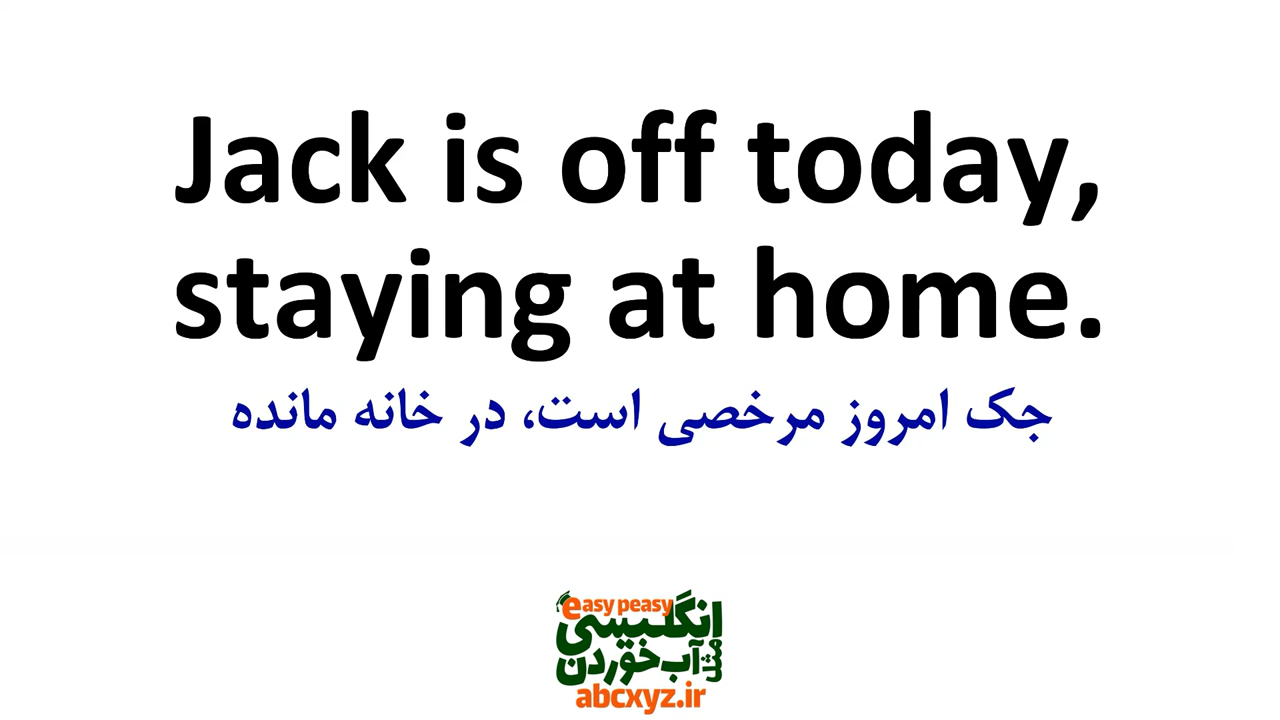 Jack is off today,
staying at home.
جک امروز مرخصی است، در خانه مانده
easy peasy
انگلیسی
مثل آب خوردن
abcxyz.ir